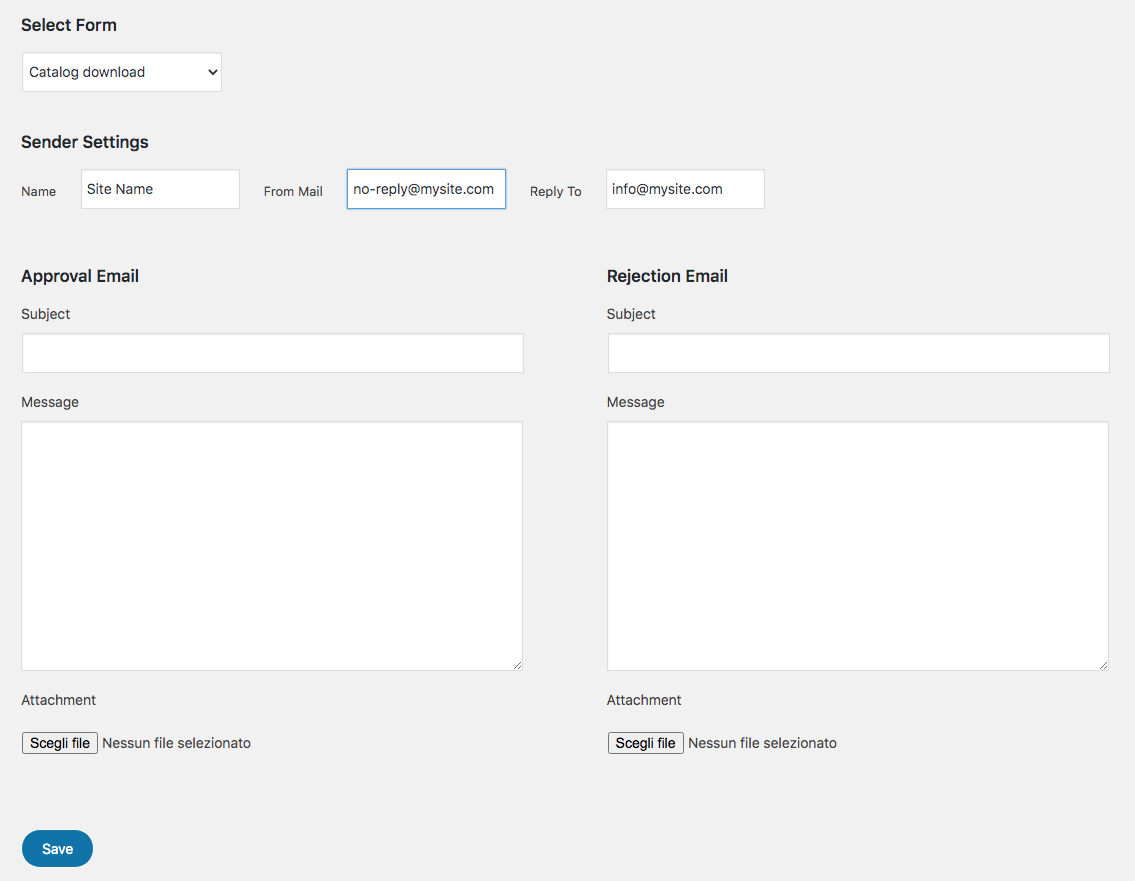 Select Form
Catalog download
Sender Settings
Name Site Name From Mail no-reply@mysite.com Reply To info@mysite.com
Approval Email
Subject
Message
Attachment
Scegli file Nessun file selezionato
Rejection Email
Subject
Message
Attachment
Scegli file Nessun file selezionato
Save